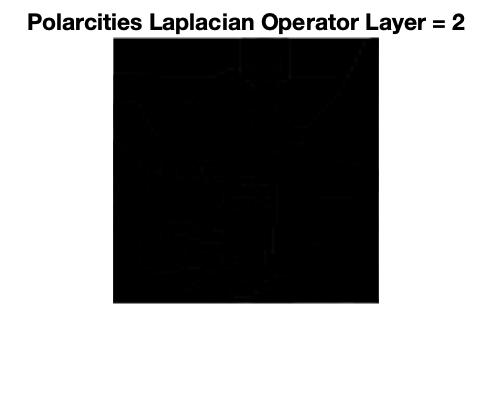 Polarcities Laplacian Operator Layer = 2